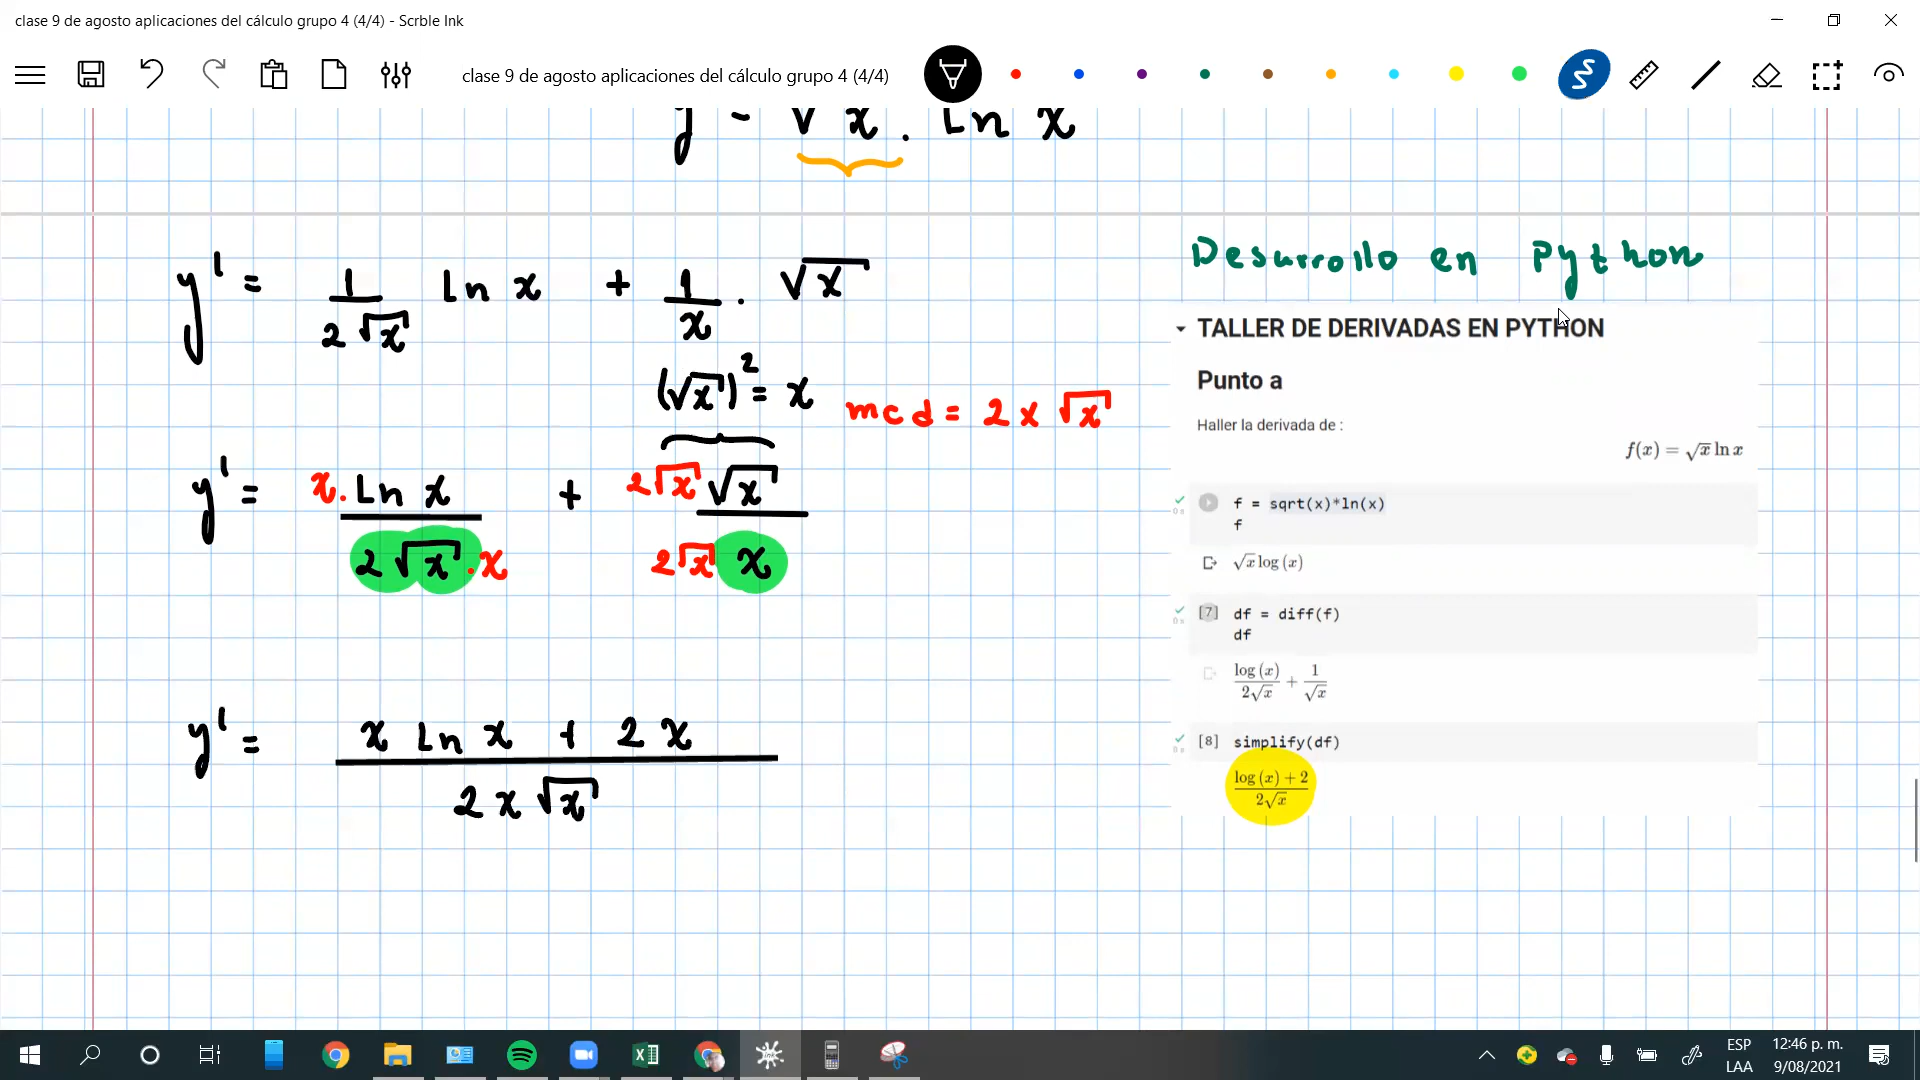 clase 9 de agosto aplicaciones del cálculo grupo 4 (4/4) - Scrble Ink
clase 9 de agosto aplicaciones del cálculo grupo 4 (4/4)
y = √x . Ln x
y' = 1/(2√x) Ln x + 1/x . √x
(√x)² = x
mcd = 2x√x
y' = x. Ln x / 2√x .x + 2√x √x / 2√x x
y' = (x Ln x + 2x) / (2x√x)
Desarrollo en Python
TALLER DE DERIVADAS EN PYTHON
Punto a
Haller la derivada de :
f(x) = √x ln x
f = sqrt(x)*ln(x)
f
√x log (x)
[7] df = diff(f)
df
log (x)/(2√x) + 1/√x
[8] simplify(df)
(log (x) + 2)/(2√x)
ESP
LAA
12:46 p. m.
9/08/2021